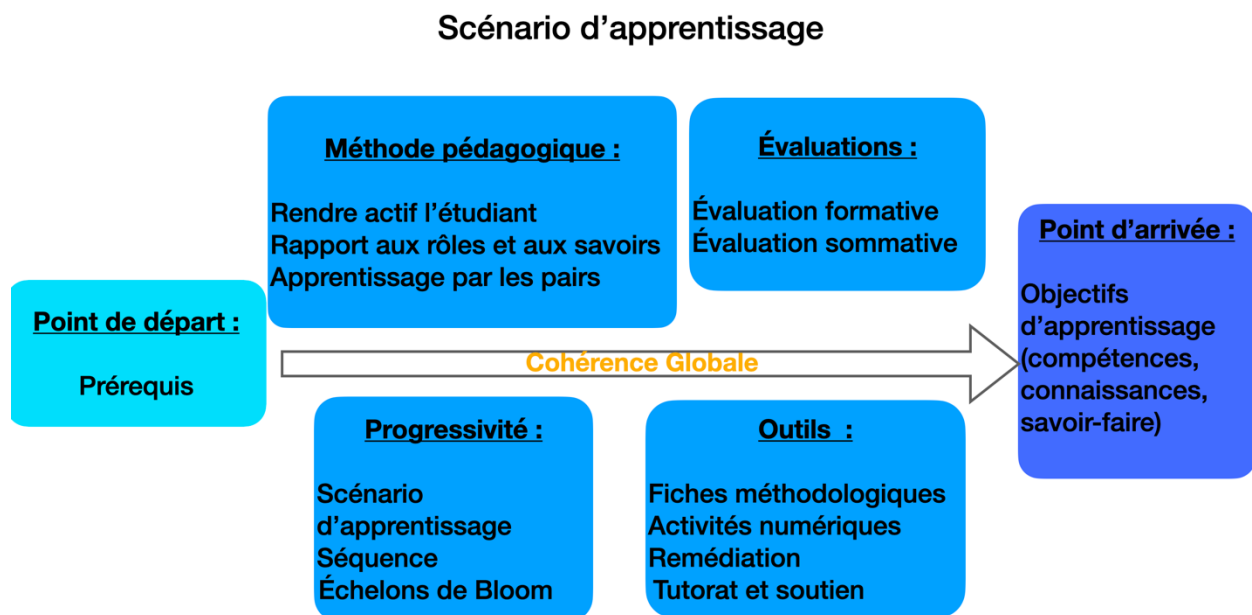 Scénario d’apprentissage
Méthode pédagogique :
Rendre actif l’étudiant
Rapport aux rôles et aux savoirs
Apprentissage par les pairs
Évaluations :
Évaluation formative
Évaluation sommative
Point de départ :
Prérequis
Cohérence Globale
Point d’arrivée :
Objectifs
d’apprentissage
(compétences,
connaissances,
savoir-faire)
Progressivité :
Scénario
d’apprentissage
Séquence
Échelons de Bloom
Outils :
Fiches méthodologiques
Activités numériques
Remédiation
Tutorat et soutien